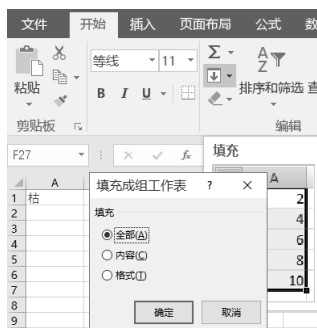 文件 开始 插入 页面布局 公式 数
粘贴
等线 11
B I U
Σ
A
Z
排序和筛选 查
剪贴板 编辑
F27 fx 填充
A
1 枯
2
3
4
5
6
7
8
9
填充成组工作表 ? ×
填充
全部(A)
内容(C)
格式(T)
确定 取消
A
2
4
6
8
10